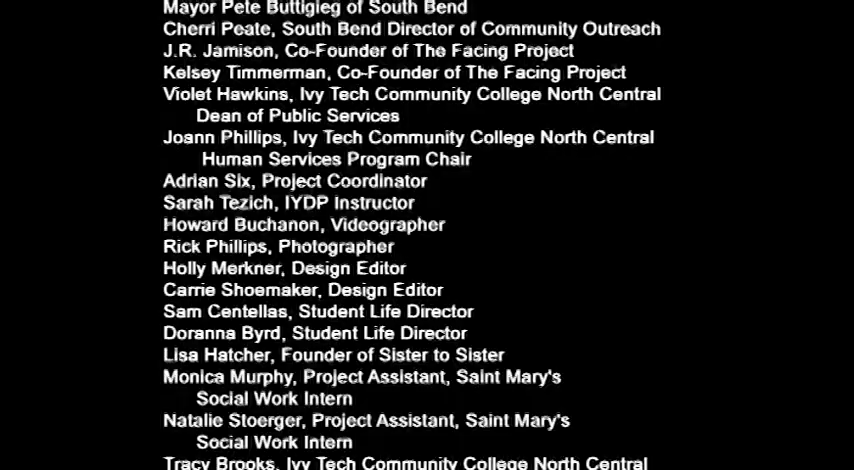 Mayor Pete Buttigieg of South Bend
Cherri Peate, South Bend Director of Community Outreach
J.R. Jamison, Co-Founder of The Facing Project
Kelsey Timmerman, Co-Founder of The Facing Project
Violet Hawkins, Ivy Tech Community College North Central
Dean of Public Services
Joann Phillips, Ivy Tech Community College North Central
Human Services Program Chair
Adrian Six, Project Coordinator
Sarah Tezich, IYDP Instructor
Howard Buchanon, Videographer
Rick Phillips, Photographer
Holly Merkner, Design Editor
Carrie Shoemaker, Design Editor
Sam Centellas, Student Life Director
Doranna Byrd, Student Life Director
Lisa Hatcher, Founder of Sister to Sister
Monica Murphy, Project Assistant, Saint Mary's
Social Work Intern
Natalie Stoerger, Project Assistant, Saint Mary's
Social Work Intern
Tracy Brooks, Ivy Tech Community College North Central